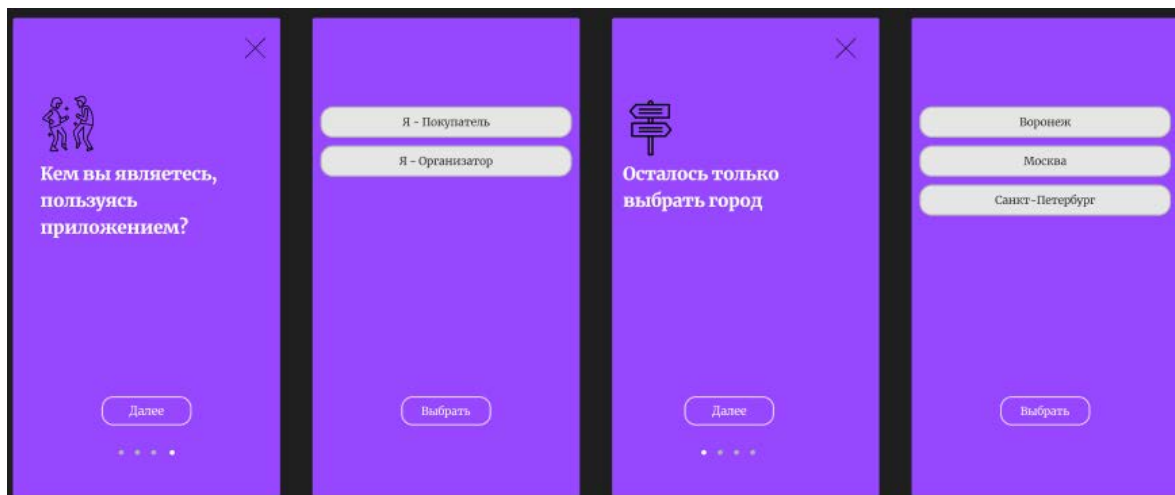 Кем вы являетесь,
пользуясь
приложением?
Далее
Я - Покупатель
Я - Организатор
Выбрать
Осталось только
выбрать город
Далее
Воронеж
Москва
Санкт-Петербург
Выбрать